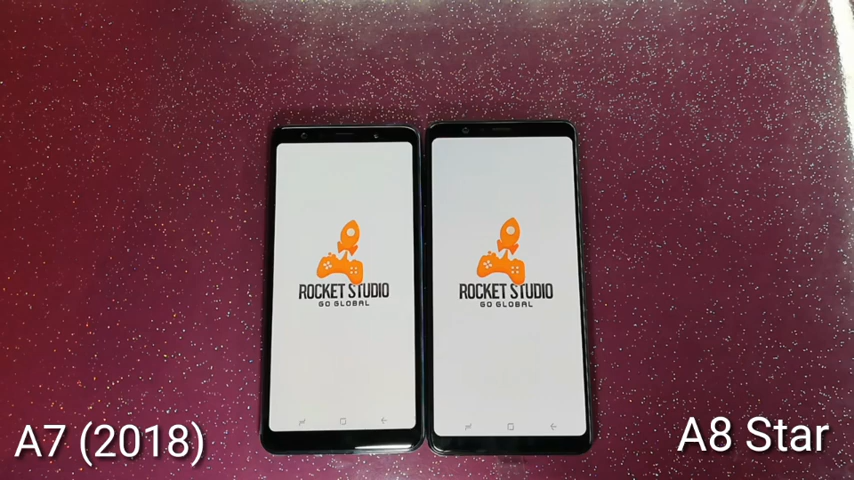 ROCKET STUDIO
GO GLOBAL
ROCKET STUDIO
GO GLOBAL
A7 (2018)
A8 Star